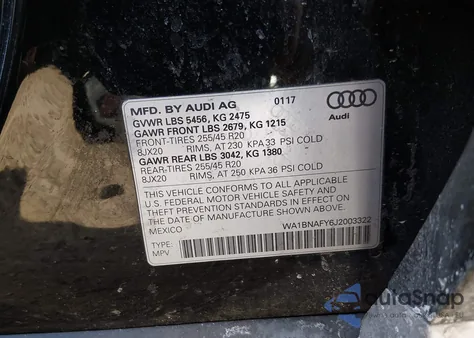 MFD. BY AUDI AG 0117
GVWR LBS 5456, KG 2475
GAWR FRONT LBS 2679, KG 1215
FRONT-TIRES 255/45 R20
8JX20 RIMS, AT 230 KPA 33 PSI COLD
GAWR REAR LBS 3042, KG 1380
REAR-TIRES 255/45 R20
8JX20 RIMS, AT 250 KPA 36 PSI COLD
Audi
THIS VEHICLE CONFORMS TO ALL APPLICABLE
U.S. FEDERAL MOTOR VEHICLE SAFETY AND
THEFT PREVENTION STANDARDS IN EFFECT ON
THE DATE OF MANUFACTURE SHOWN ABOVE.
MEXICO WA1BNAFY6J2003322
TYPE:
MPV
autoSnap